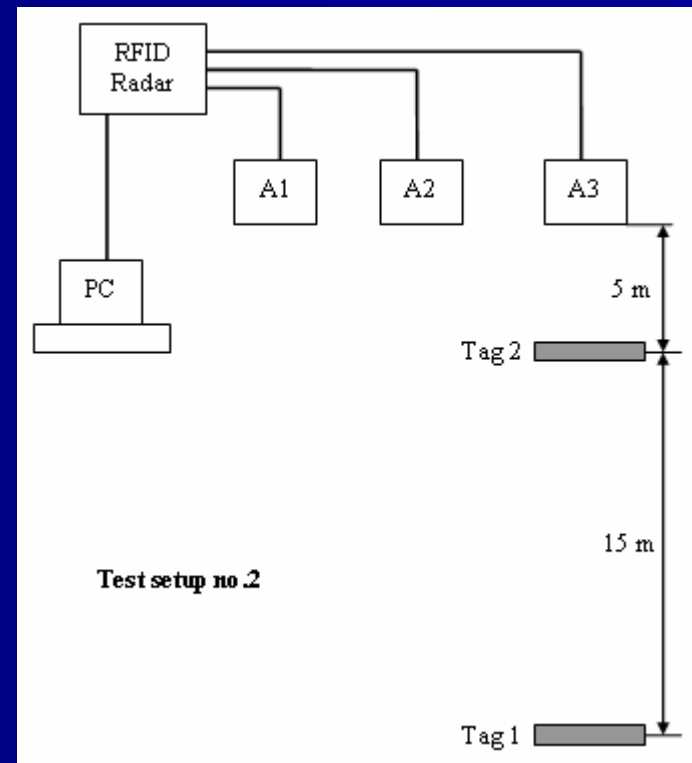 RFID
Radar
A1
A2
A3
PC
5 m
Tag 2
15 m
Test setup no.2
Tag 1